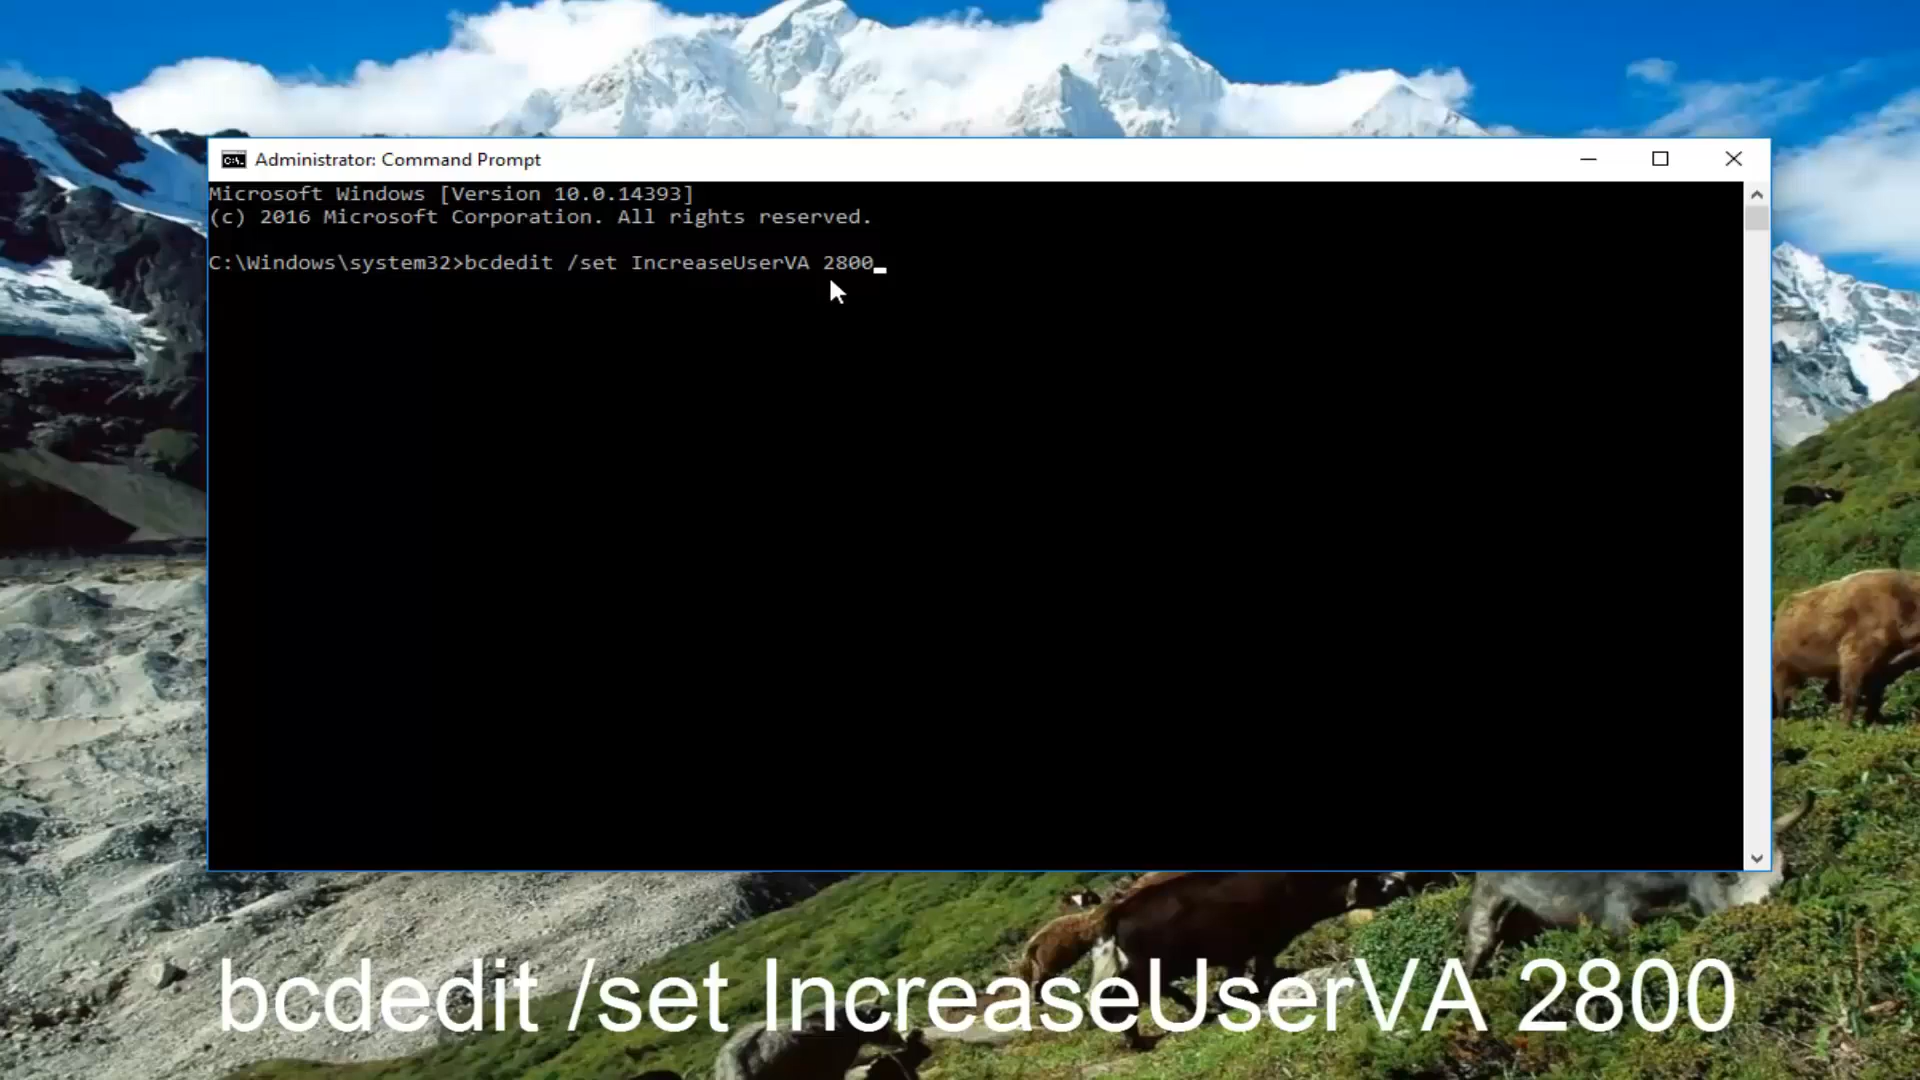 Administrator: Command Prompt
Microsoft Windows [Version 10.0.14393]
(c) 2016 Microsoft Corporation. All rights reserved.
C:\Windows\system32>bcdedit /set IncreaseUserVA 2800
bcdedit /set IncreaseUserVA 2800